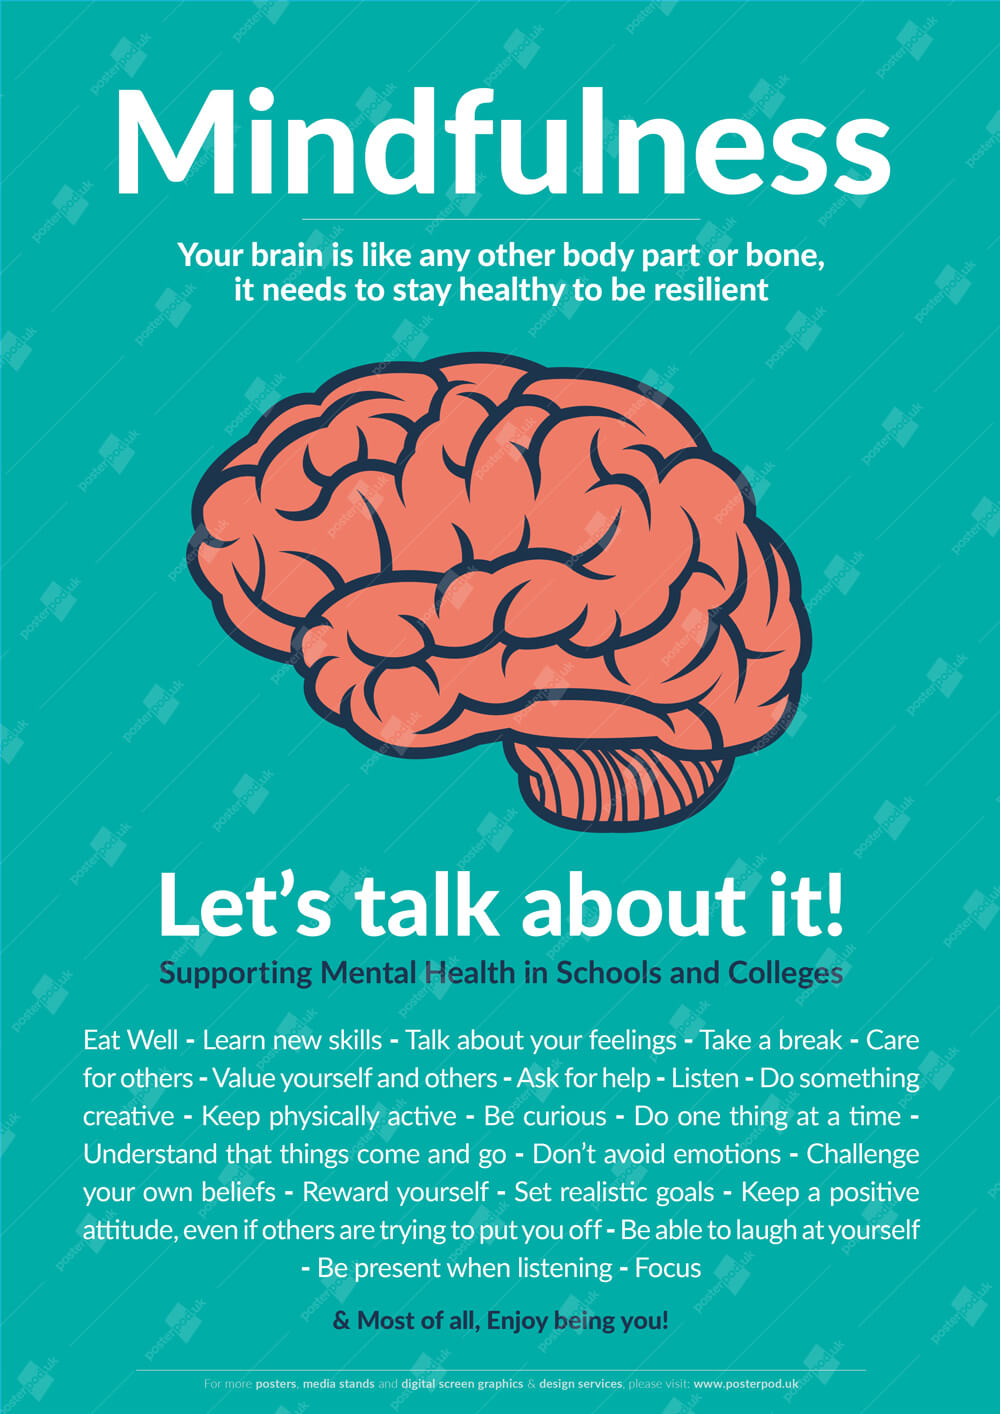 Mindfulness
Your brain is like any other body part or bone,
it needs to stay healthy to be resilient
Let's talk about it!
Supporting Mental Health in Schools and Colleges
Eat Well - Learn new skills - Talk about your feelings - Take a break - Care
for others - Value yourself and others - Ask for help - Listen - Do something
creative - Keep physically active - Be curious - Do one thing at a time -
Understand that things come and go - Don't avoid emotions - Challenge
your own beliefs - Reward yourself - Set realistic goals - Keep a positive
attitude, even if others are trying to put you off - Be able to laugh at yourself
- Be present when listening - Focus
& Most of all, Enjoy being you!
For more posters, media stands and digital screen graphics & design services, please visit: www.posterpod.uk
posterpod.uk